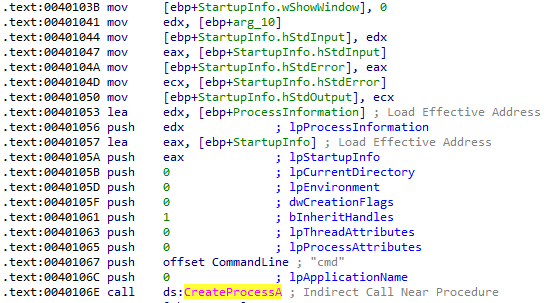 .text:0040103B mov [ebp+StartupInfo.wShowWindow], 0
.text:00401041 mov edx, [ebp+arg_10]
.text:00401044 mov [ebp+StartupInfo.hStdInput], edx
.text:00401047 mov eax, [ebp+StartupInfo.hStdInput]
.text:0040104A mov [ebp+StartupInfo.hStdError], eax
.text:0040104D mov ecx, [ebp+StartupInfo.hStdError]
.text:00401050 mov [ebp+StartupInfo.hStdOutput], ecx
.text:00401053 lea edx, [ebp+ProcessInformation] ; Load Effective Address
.text:00401056 push edx ; lpProcessInformation
.text:00401057 lea eax, [ebp+StartupInfo] ; Load Effective Address
.text:0040105A push eax ; lpStartupInfo
.text:0040105B push 0 ; lpCurrentDirectory
.text:0040105D push 0 ; lpEnvironment
.text:0040105F push 0 ; dwCreationFlags
.text:00401061 push 1 ; bInheritHandles
.text:00401063 push 0 ; lpThreadAttributes
.text:00401065 push 0 ; lpProcessAttributes
.text:00401067 push offset CommandLine ; "cmd"
.text:0040106C push 0 ; lpApplicationName
.text:0040106E call ds:CreateProcessA ; Indirect Call Near Procedure